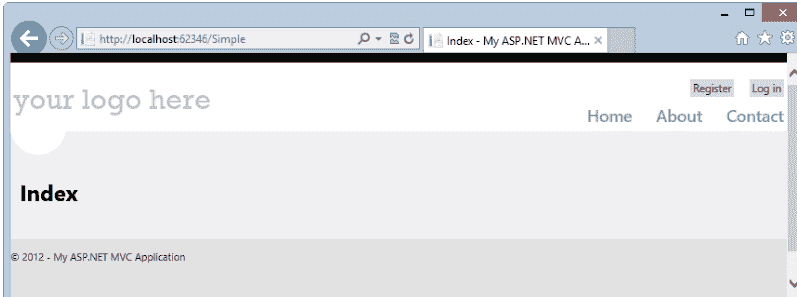 http://localhost:62346/Simple
Index - My ASP.NET MVC A...
Register Log in
your logo here
Home About Contact
Index
© 2012 - My ASP.NET MVC Application